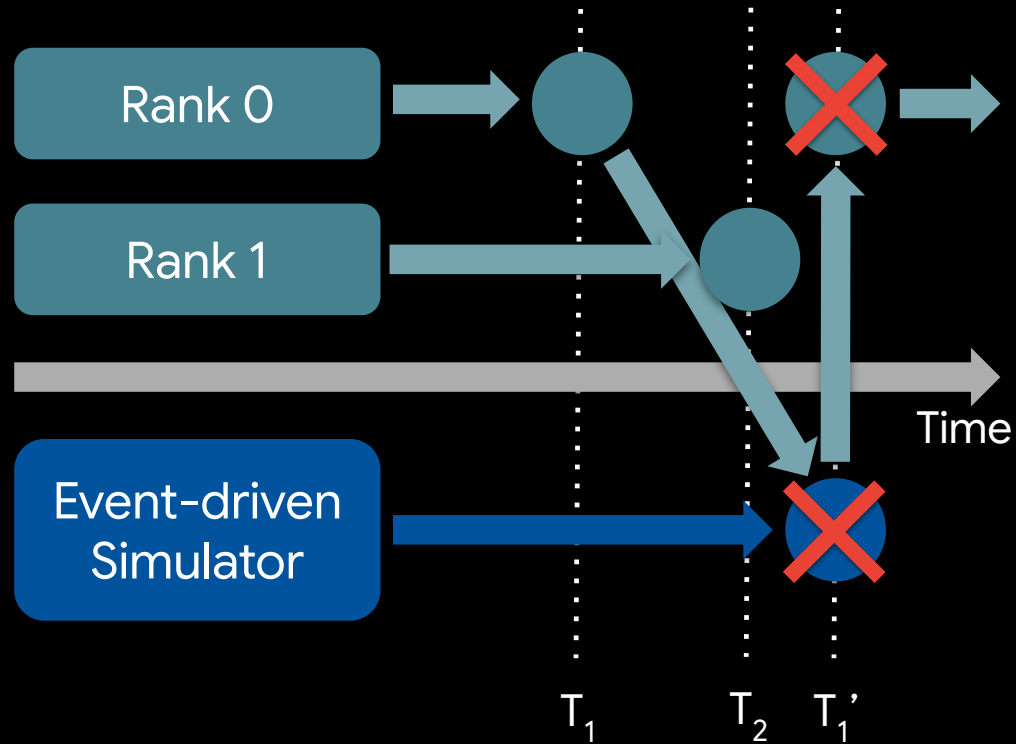 Rank 0
Rank 1
Time
Event-driven
Simulator
T₁
T₂
T₁’